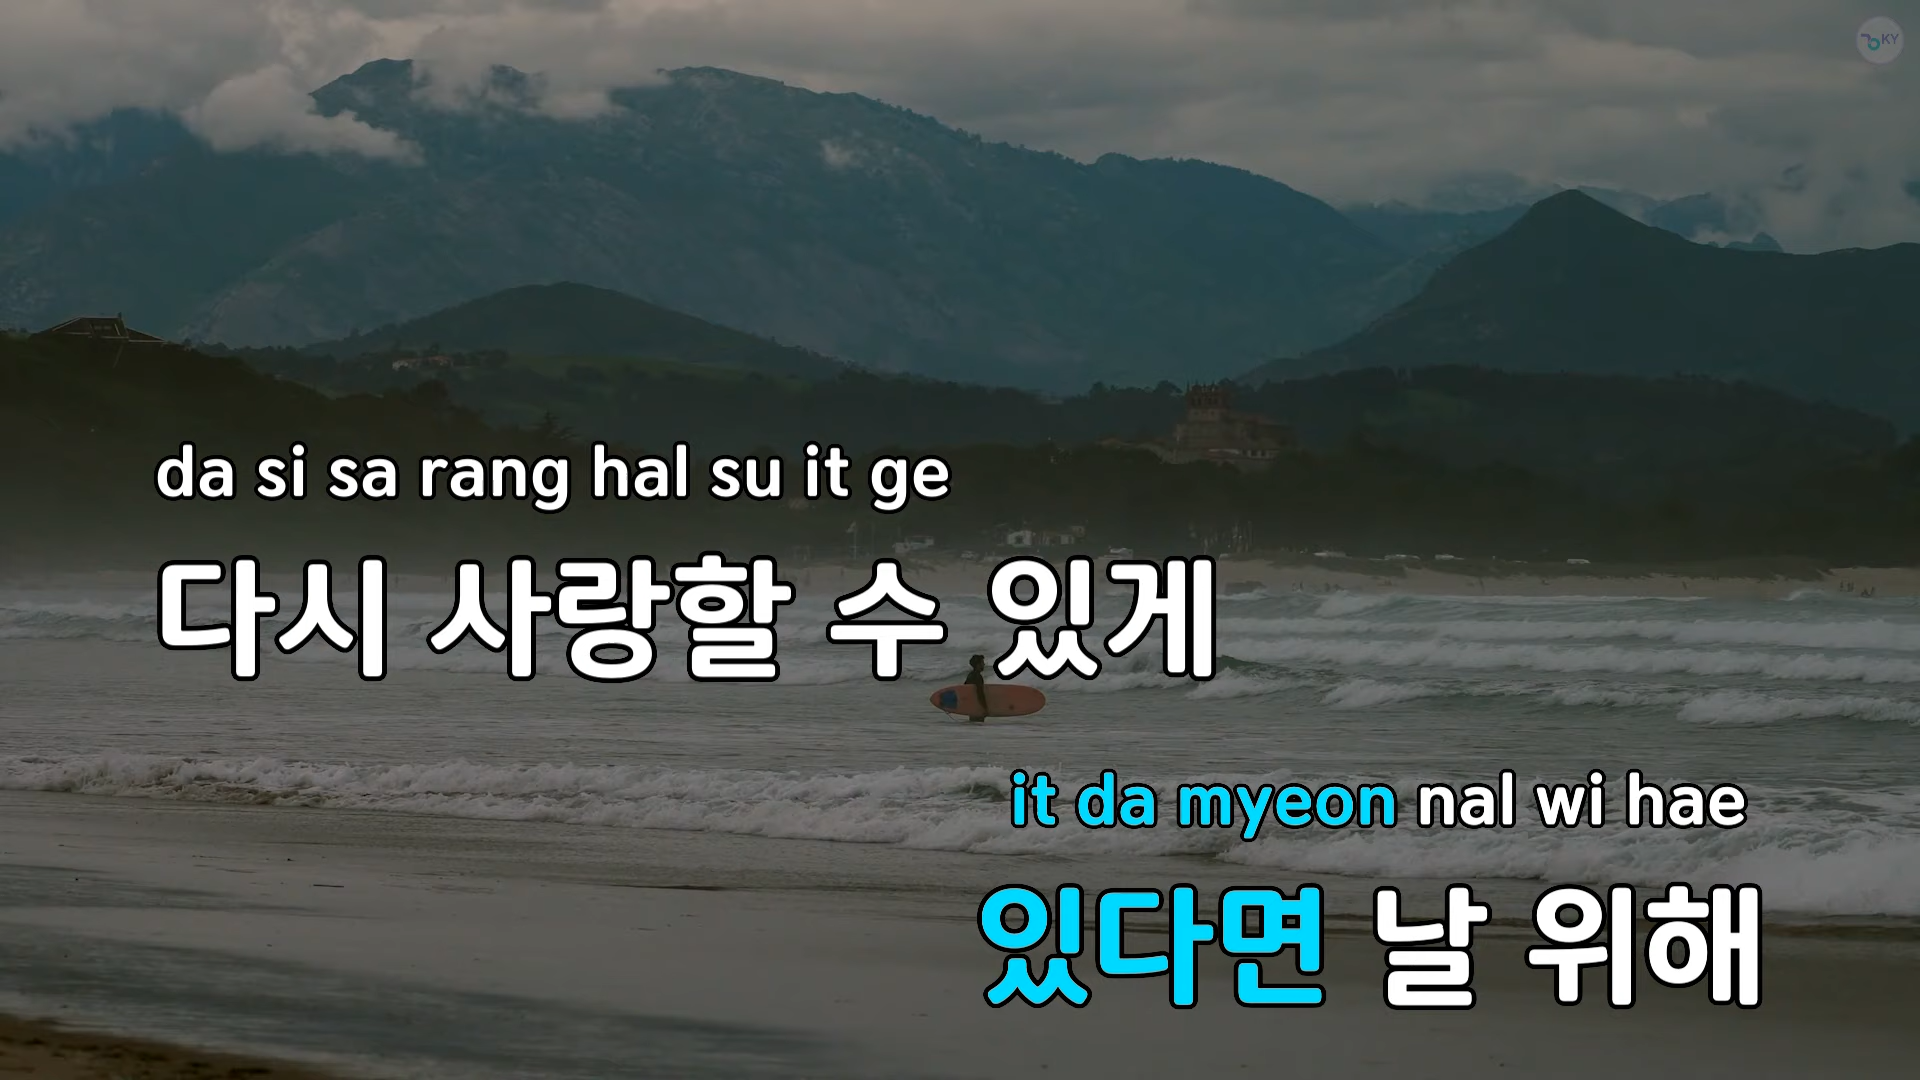 KY
da si sa rang hal su it ge
다시 사랑할 수 있게
it da myeon nal wi hae
있다면 날 위해